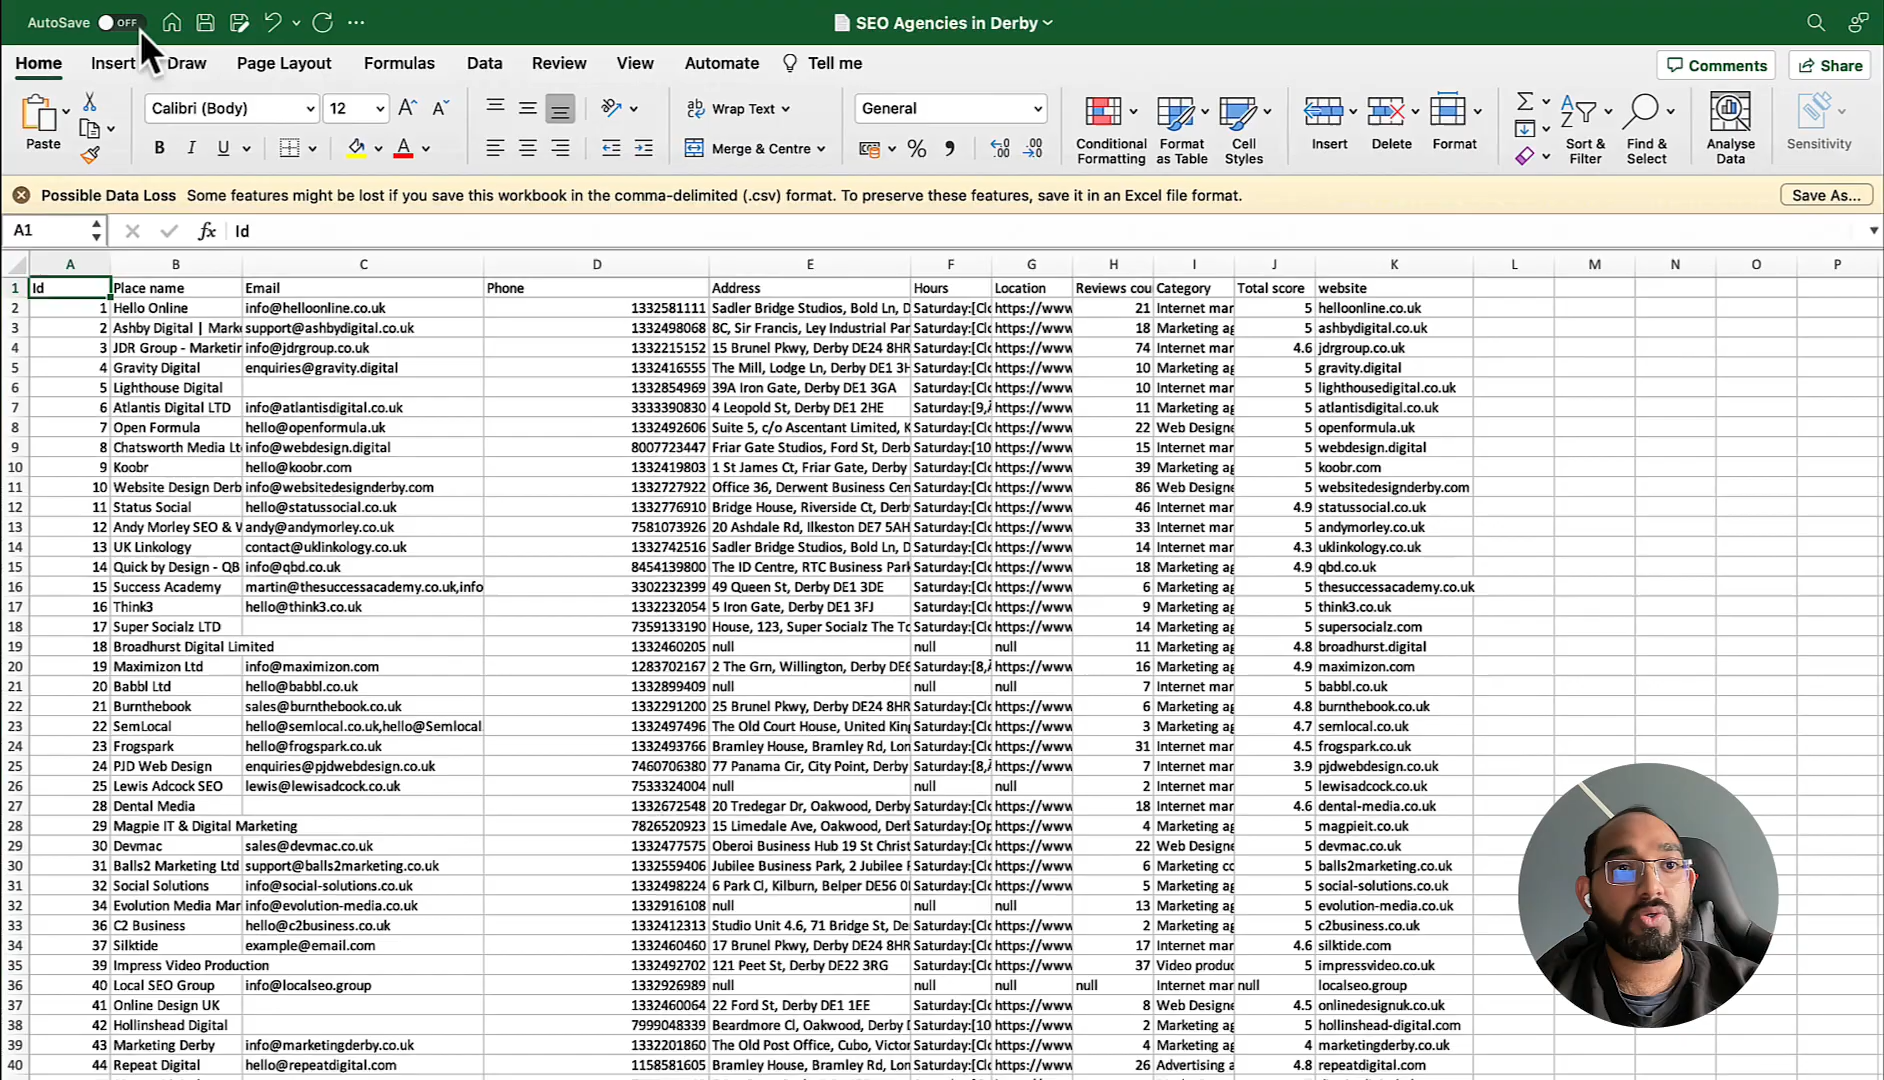 AutoSave OFF
SEO Agencies in Derby
Home Insert Draw Page Layout Formulas Data Review View Automate Tell me Comments Share
Calibri (Body) 12 Wrap Text General
Paste B I U A Merge & Centre % Conditional Formatting Format as Table Cell Styles Insert Delete Format Sort & Filter Find & Select Analyse Data Sensitivity
Possible Data Loss Some features might be lost if you save this workbook in the comma-delimited (.csv) format. To preserve these features, save it in an Excel file format. Save As...
A1 fx Id
A B C D E F G H I J K L M N O P
1 Id Place name Email Phone Address Hours Location Reviews cou Category Total score website
2 1 Hello Online info@helloonline.co.uk 1332581111 Sadler Bridge Studios, Bold Ln, D Saturday:[Clo https://www 21 Internet mar 5 helloonline.co.uk
3 2 Ashby Digital | Mark support@ashbydigital.co.uk 1332498068 8C, Sir Francis, Ley Industrial Par Saturday:[Clo https://www 18 Marketing ag 5 ashbydigital.co.uk
4 3 JDR Group - Marketin info@jdrgroup.co.uk 1332215152 15 Brunel Pkwy, Derby DE24 8HR Saturday:[Clo https://www 74 Internet mar 4.6 jdrgroup.co.uk
5 4 Gravity Digital enquiries@gravity.digital 1332416555 The Mill, Lodge Ln, Derby DE1 3H Saturday:[Clo https://www 10 Marketing ag 5 gravity.digital
6 5 Lighthouse Digital 1332854969 39A Iron Gate, Derby DE1 3GA Saturday:[Clo https://www 10 Internet mar 5 lighthousedigital.co.uk
7 6 Atlantis Digital LTD info@atlantisdigital.co.uk 3333390830 4 Leopold St, Derby DE1 2HE Saturday:[9, https://www 11 Marketing ag 5 atlantisdigital.co.uk
8 7 Open Formula hello@openformula.uk 1332492606 Suite 5, c/o Ascentant Limited, K Saturday:[Clo https://www 22 Web Designe 5 openformula.uk
9 8 Chatsworth Media Lt info@webdesign.digital 8007723447 Friar Gate Studios, Ford St, Derb Saturday:[10 https://www 15 Internet mar 5 webdesign.digital
10 9 Koobr hello@koobr.com 1332419803 1 St James Ct, Friar Gate, Derby Saturday:[Clo https://www 39 Marketing ag 5 koobr.com
11 10 Website Design Derb info@websitedesignderby.com 1332727922 Office 36, Derwent Business Cen Saturday:[Clo https://www 86 Web Designe 5 websitedesignderby.com
12 11 Status Social hello@statussocial.co.uk 1332776910 Bridge House, Riverside Ct, Derb Saturday:[Clo https://www 46 Internet mar 4.9 statussocial.co.uk
13 12 Andy Morley SEO & W andy@andymorley.co.uk 7581073926 20 Ashdale Rd, Ilkeston DE7 5AH Saturday:[Clo https://www 33 Internet mar 5 andymorley.co.uk
14 13 UK Linkology contact@uklinkology.co.uk 1332742516 Sadler Bridge Studios, Bold Ln, D Saturday:[Clo https://www 14 Internet mar 4.3 uklinkology.co.uk
15 14 Quick by Design - QB info@qbd.co.uk 8454139800 The ID Centre, RTC Business Park Saturday:[Clo https://www 18 Marketing ag 4.9 qbd.co.uk
16 15 Success Academy martin@thesuccessacademy.co.uk,info 3302232399 49 Queen St, Derby DE1 3DE Saturday:[Clo https://www 6 Marketing ag 5 thesuccessacademy.co.uk
17 16 Think3 hello@think3.co.uk 1332232054 5 Iron Gate, Derby DE1 3FJ Saturday:[Clo https://www 9 Marketing ag 5 think3.co.uk
18 17 Super Socialz LTD 7359133190 House, 123, Super Socialz The To Saturday:[Clo https://www 14 Marketing ag 5 supersocialz.com
19 18 Broadhurst Digital Limited 1332460205 null null null 11 Marketing ag 4.8 broadhurst.digital
20 19 Maximizon Ltd info@maximizon.com 1283702167 2 The Grn, Willington, Derby DE6 Saturday:[8, https://www 16 Marketing ag 4.9 maximizon.com
21 20 Babbl Ltd hello@babbl.co.uk 1332899409 null null null 7 Internet mar 5 babbl.co.uk
22 21 Burnthebook sales@burnthebook.co.uk 1332291200 25 Brunel Pkwy, Derby DE24 8HR Saturday:[Clo https://www 6 Marketing ag 4.8 burnthebook.co.uk
23 22 SemLocal hello@semlocal.co.uk,hello@Semlocal. 1332497496 The Old Court House, United King Saturday:[Clo https://www 3 Marketing ag 4.7 semlocal.co.uk
24 23 Frogspark hello@frogspark.co.uk 1332493766 Bramley House, Bramley Rd, Lon Saturday:[Clo https://www 31 Internet mar 4.5 frogspark.co.uk
25 24 PJD Web Design enquiries@pjdwebdesign.co.uk 7460706380 77 Panama Cir, City Point, Derby Saturday:[8, https://www 7 Internet mar 3.9 pjdwebdesign.co.uk
26 25 Lewis Adcock SEO lewis@lewisadcock.co.uk 7533324004 null null null 2 Internet mar 5 lewisadcock.co.uk
27 28 Dental Media 1332672548 20 Tredegar Dr, Oakwood, Derby Saturday:[Clo https://www 18 Internet mar 4.6 dental-media.co.uk
28 29 Magpie IT & Digital Marketing 7826520923 15 Limedale Ave, Oakwood, Derb Saturday:[Op https://www 4 Marketing ag 5 magpieit.co.uk
29 30 Devmac sales@devmac.co.uk 1332477575 Oberoi Business Hub 19 St Christ Saturday:[Clo https://www 22 Web Designe 5 devmac.co.uk
30 31 Balls2 Marketing Ltd support@balls2marketing.co.uk 1332559406 Jubilee Business Park, 2 Jubilee P Saturday:[Clo https://www 6 Marketing co 5 balls2marketing.co.uk
31 32 Social Solutions info@social-solutions.co.uk 1332498224 6 Park Cl, Kilburn, Belper DE56 0 Saturday:[Clo https://www 5 Marketing ag 5 social-solutions.co.uk
32 34 Evolution Media Mar info@evolution-media.co.uk 1332916108 null null null 13 Marketing ag 5 evolution-media.co.uk
33 36 C2 Business hello@c2business.co.uk 1332412313 Studio Unit 4.6, 71 Bridge St, De Saturday:[Clo https://www 2 Marketing ag 5 c2business.co.uk
34 37 Silktide example@email.com 1332460460 17 Brunel Pkwy, Derby DE24 8HR Saturday:[Clo https://www 17 Internet mar 4.6 silktide.com
35 39 Impress Video Production 1332492702 121 Peet St, Derby DE22 3RG Saturday:[Clo https://www 37 Video produc 5 impressvideo.co.uk
36 40 Local SEO Group info@localseo.group 1332926989 null null null null Internet mar null localseo.group
37 41 Online Design UK 1332460064 22 Ford St, Derby DE1 1EE Saturday:[Clo https://www 8 Web Designe 4.5 onlinedesignuk.co.uk
38 42 Hollinshead Digital 7999048339 Beardmore Cl, Oakwood, Derby Saturday:[10 https://www 2 Marketing ag 5 hollinshead-digital.com
39 43 Marketing Derby info@marketingderby.co.uk 1332201860 The Old Post Office, Cubo, Victor Saturday:[Clo https://www 4 Marketing ag 4 marketingderby.co.uk
40 44 Repeat Digital hello@repeatdigital.com 1158581605 Bramley House, Bramley Rd, Lon Saturday:[Clo https://www 26 Advertising a 4.8 repeatdigital.com